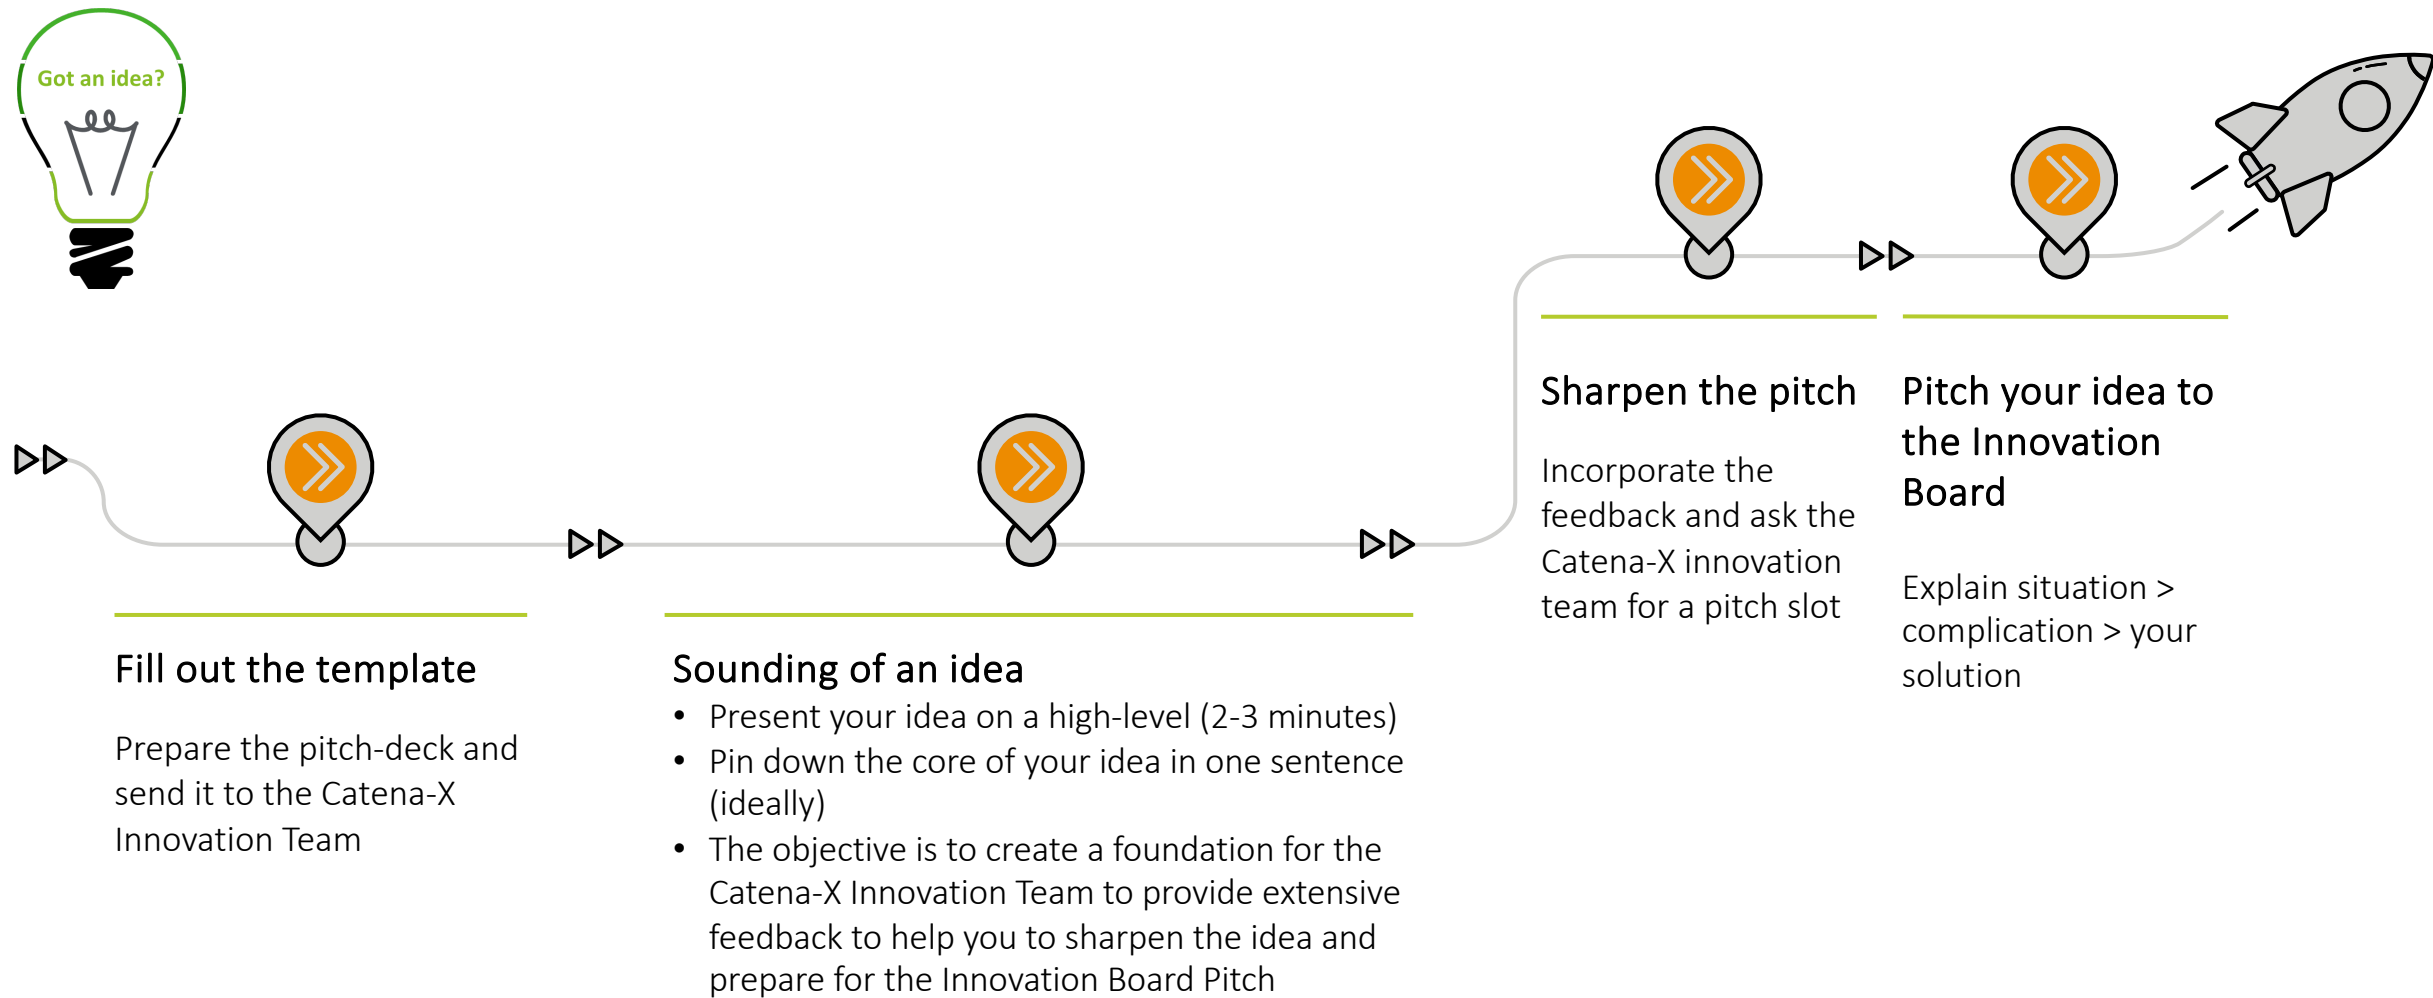 Got an idea?
Fill out the template
Prepare the pitch-deck and
send it to the Catena-X
Innovation Team
Sounding of an idea
• Present your idea on a high-level (2-3 minutes)
• Pin down the core of your idea in one sentence
(ideally)
• The objective is to create a foundation for the
Catena-X Innovation Team to provide extensive
feedback to help you to sharpen the idea and
prepare for the Innovation Board Pitch
Sharpen the pitch
Incorporate the
feedback and ask the
Catena-X innovation
team for a pitch slot
Pitch your idea to
the Innovation
Board
Explain situation >
complication > your
solution